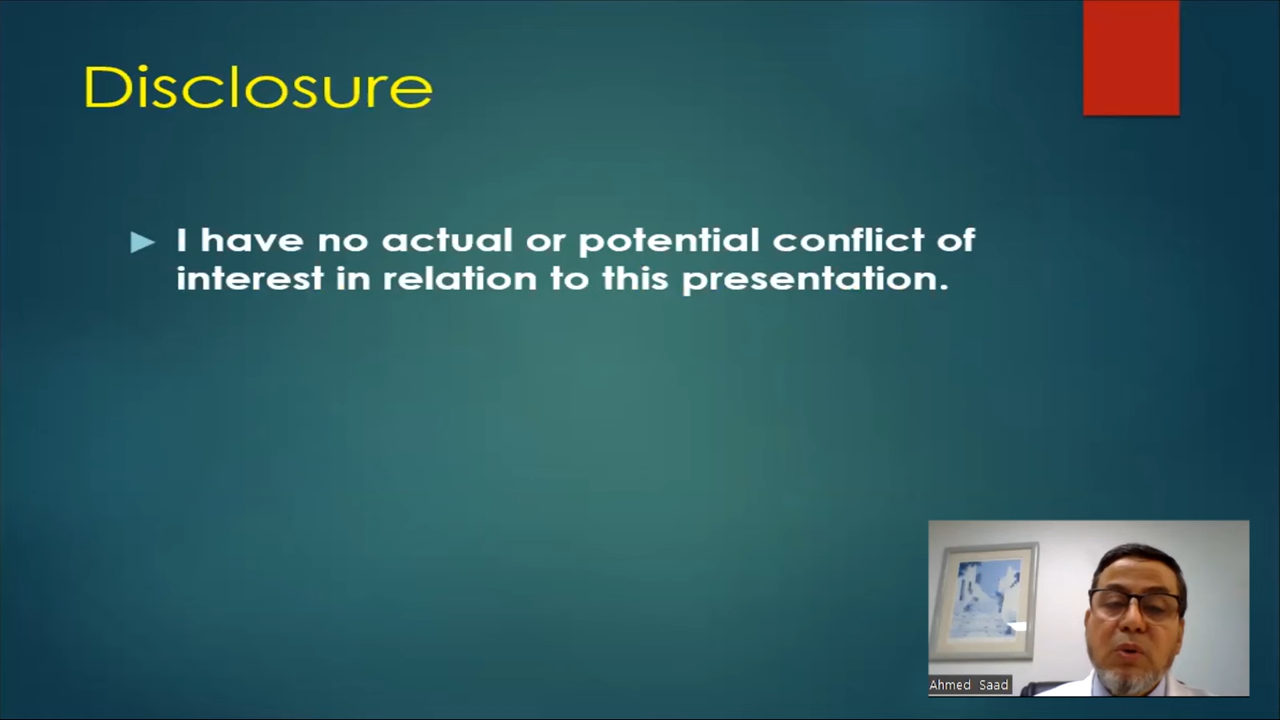 Disclosure
I have no actual or potential conflict of
interest in relation to this presentation.
Ahmed Saad